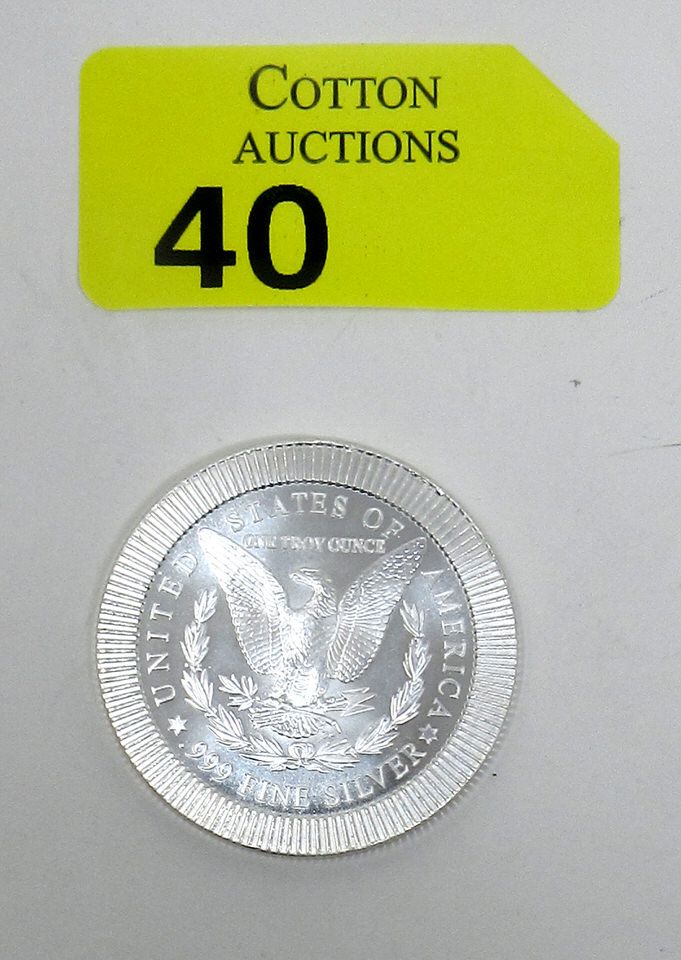 COTTON
AUCTIONS
40
UNITED STATES OF AMERICA
ONE TROY OUNCE
.999 FINE SILVER